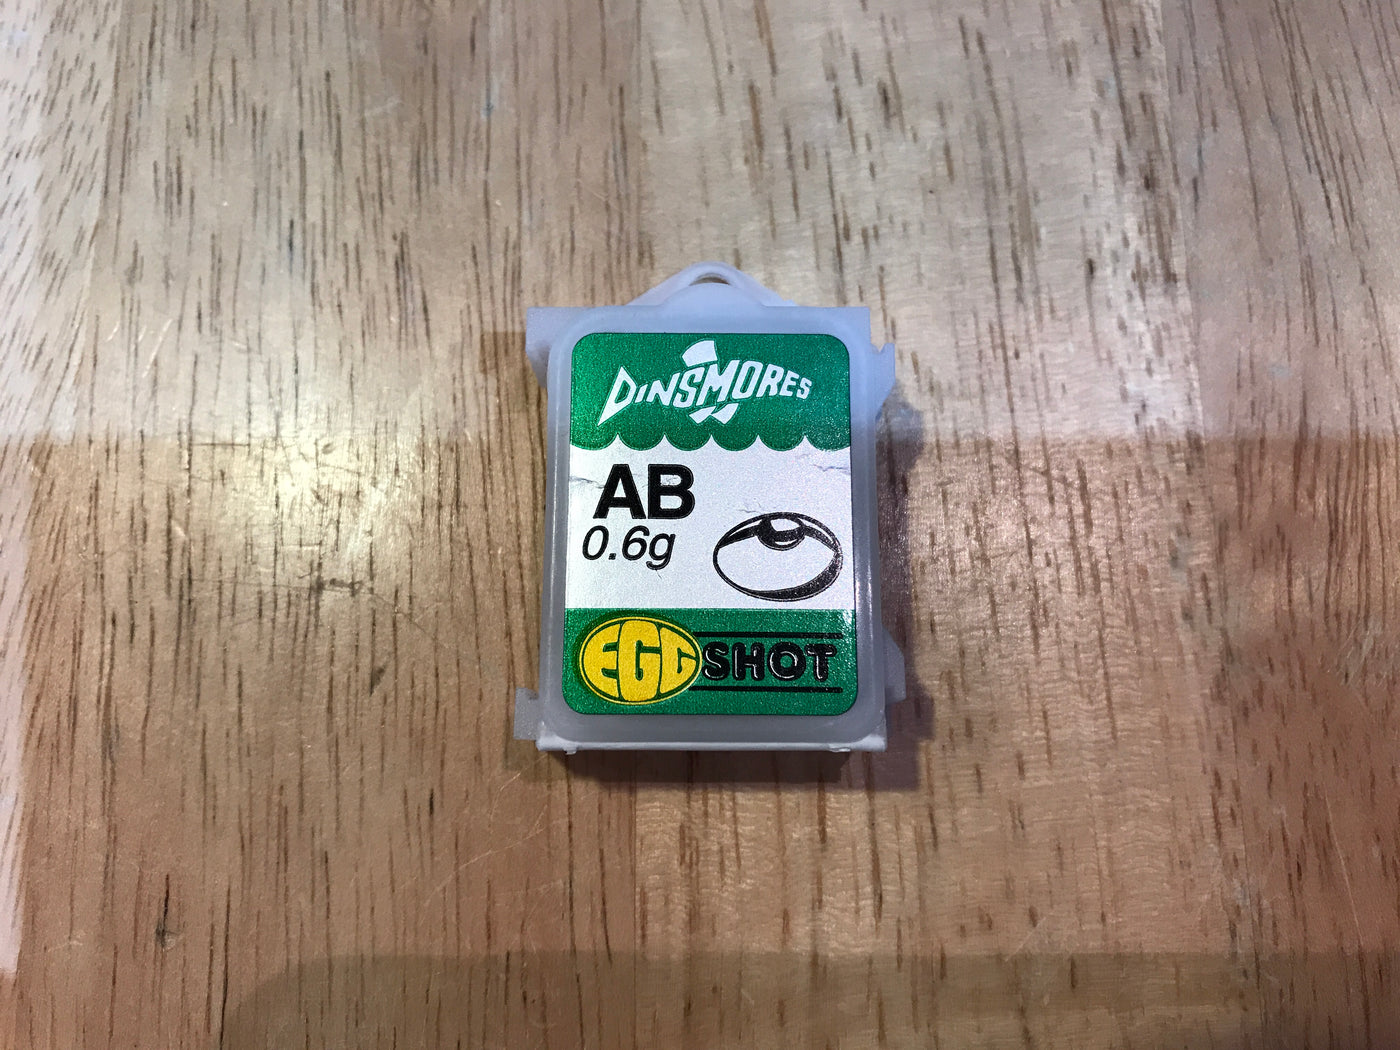 DINSMORES
AB
0.6g
EGG SHOT